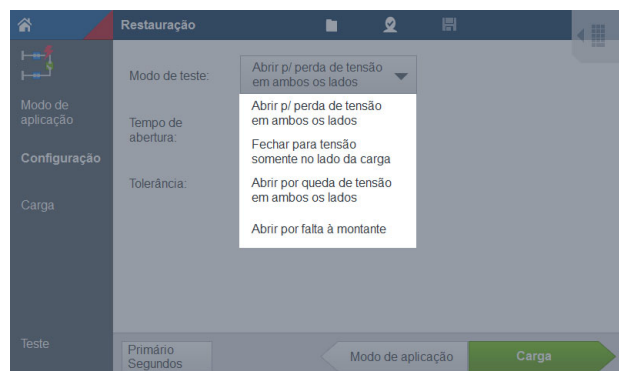 Restauração
Modo de teste:
Abrir p/ perda de tensão
em ambos os lados
Abrir p/ perda de tensão
em ambos os lados
Fechar para tensão
somente no lado da carga
Abrir por queda de tensão
em ambos os lados
Abrir por falta à montante
Tempo de
abertura:
Tolerância:
Modo de
aplicação
Configuração
Carga
Teste
Primário
Segundos
Modo de aplicação
Carga